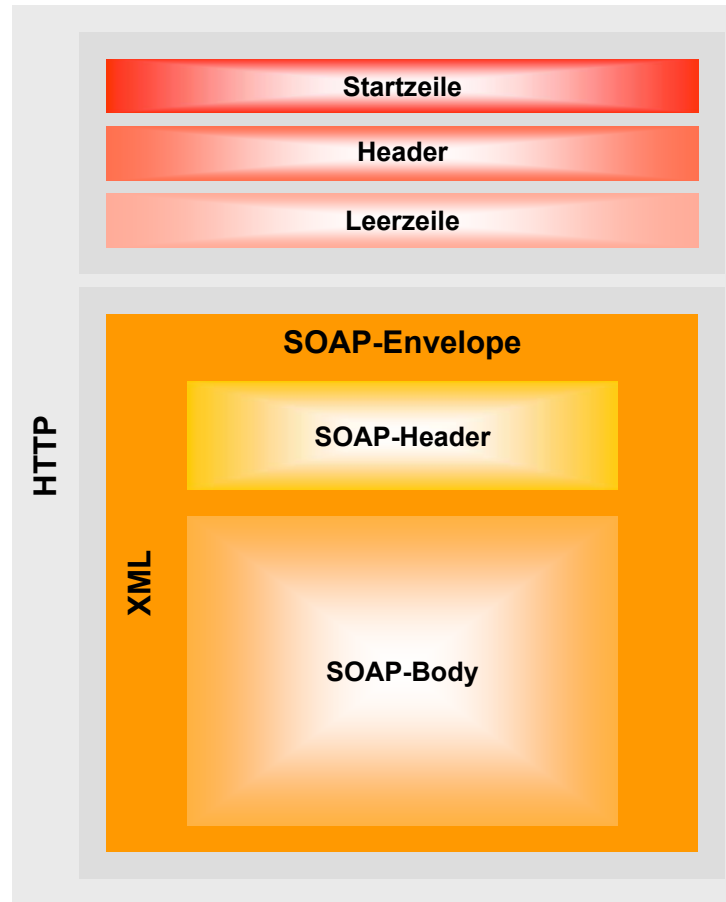 Startzeile
Header
Leerzeile
HTTP
SOAP-Envelope
SOAP-Header
XML
SOAP-Body